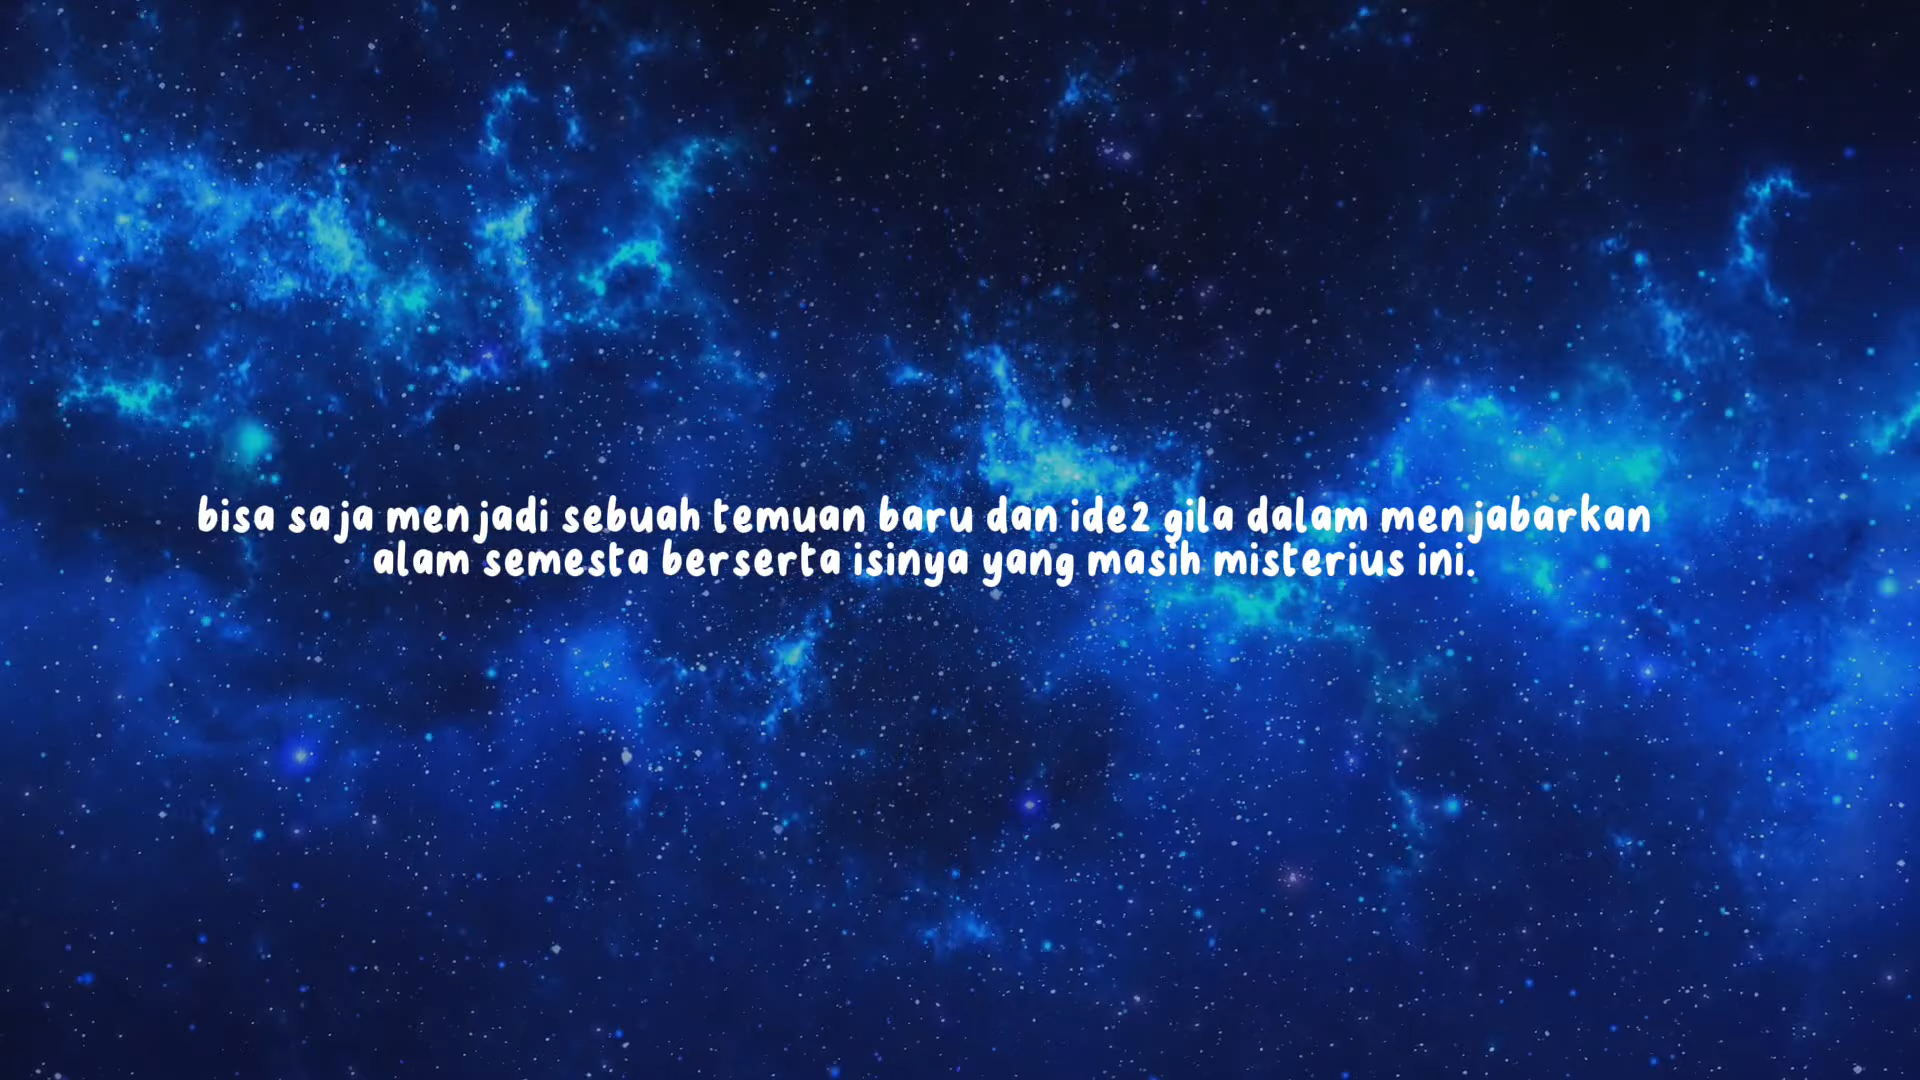 bisa saja menjadi sebuah temuan baru dan ide2 gila dalam menjabarkan
alam semesta berserta isinya yang masih misterius ini.